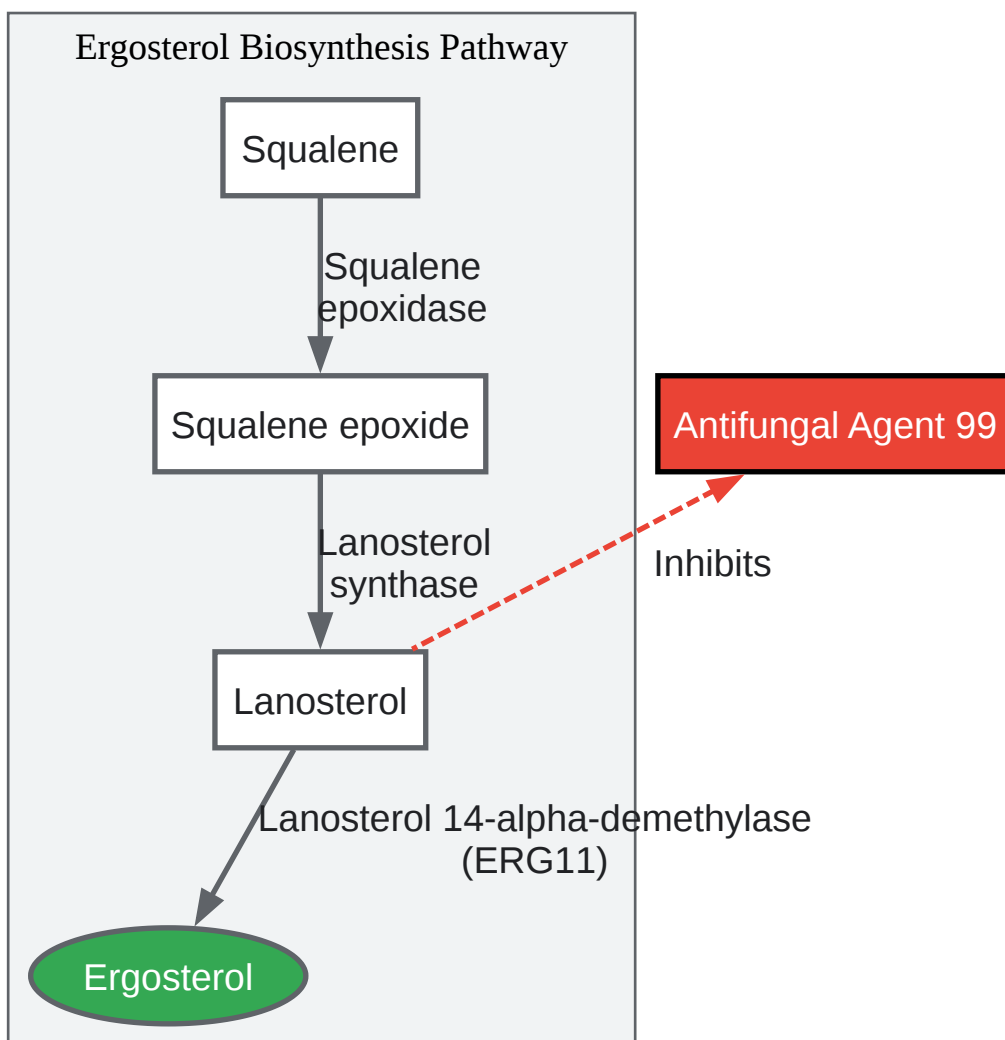 Ergosterol Biosynthesis Pathway
Squalene
Squalene
epoxidase
Squalene epoxide
Antifungal Agent 99
Lanosterol
synthase
Inhibits
Lanosterol
Lanosterol 14-alpha-demethylase
(ERG11)
Ergosterol